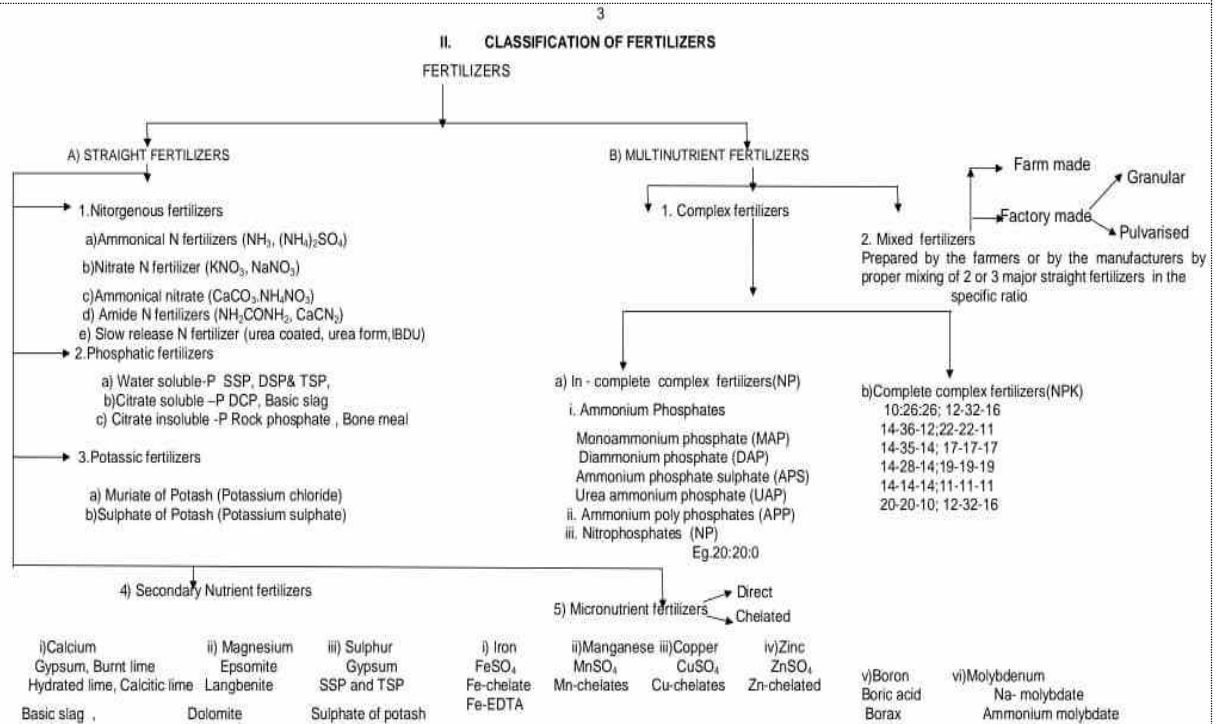 3
II. CLASSIFICATION OF FERTILIZERS
FERTILIZERS
A) STRAIGHT FERTILIZERS
1.Nitorgenous fertilizers
a)Ammonical N fertilizers (NH₃, (NH₄)₂SO₄)
b)Nitrate N fertilizer (KNO₃, NaNO₃)
c)Ammonical nitrate (CaCO₃.NH₄NO₃)
d) Amide N fertilizers (NH₂CONH₂, CaCN₂)
e) Slow release N fertilizer (urea coated, urea form,IBDU)
2.Phosphatic fertilizers
a) Water soluble-P SSP, DSP& TSP,
b)Citrate soluble –P DCP, Basic slag
c) Citrate insoluble -P Rock phosphate , Bone meal
3.Potassic fertilizers
a) Muriate of Potash (Potassium chloride)
b)Sulphate of Potash (Potassium sulphate)
B) MULTINUTRIENT FERTILIZERS
1. Complex fertilizers
Farm made
Factory made
Granular
Pulvarised
2. Mixed fertilizers
Prepared by the farmers or by the manufacturers by
proper mixing of 2 or 3 major straight fertilizers in the
specific ratio
a) In - complete complex fertilizers(NP)
i. Ammonium Phosphates
Monoammonium phosphate (MAP)
Diammonium phosphate (DAP)
Ammonium phosphate sulphate (APS)
Urea ammonium phosphate (UAP)
ii. Ammonium poly phosphates (APP)
iii. Nitrophosphates (NP)
Eg.20:20:0
b)Complete complex fertilizers(NPK)
10:26:26; 12-32-16
14-36-12;22-22-11
14-35-14; 17-17-17
14-28-14;19-19-19
14-14-14;11-11-11
20-20-10; 12-32-16
4) Secondary Nutrient fertilizers
i)Calcium
Gypsum, Burnt lime
Hydrated lime, Calcitic lime
Basic slag ,
ii) Magnesium
Epsomite
Langbenite
Dolomite
iii) Sulphur
Gypsum
SSP and TSP
Sulphate of potash
5) Micronutrient fertilizers
Direct
Chelated
i) Iron
FeSO₄
Fe-chelate
Fe-EDTA
ii)Manganese
MnSO₄
Mn-chelates
iii)Copper
CuSO₄
Cu-chelates
iv)Zinc
ZnSO₄
Zn-chelated
v)Boron
Boric acid
Borax
vi)Molybdenum
Na- molybdate
Ammonium molybdate